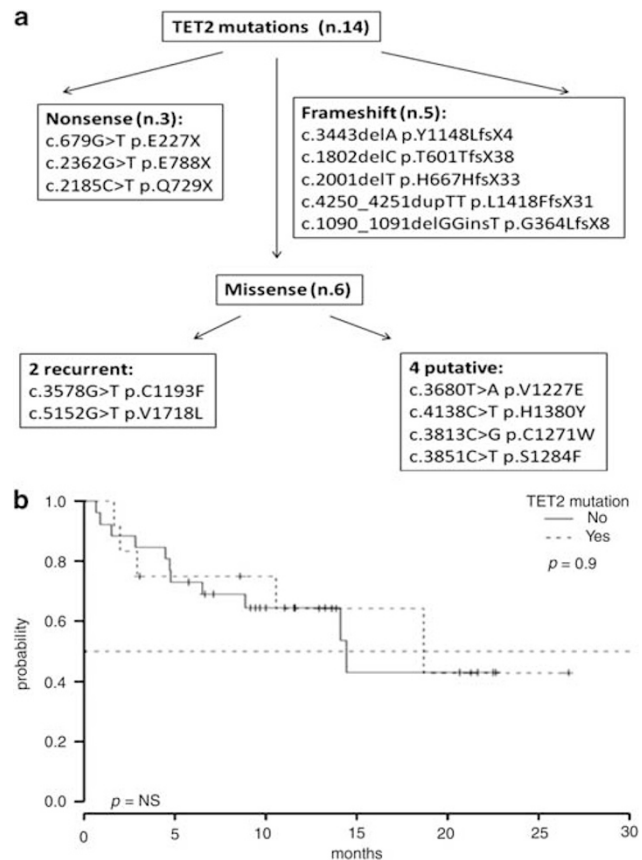 a
TET2 mutations (n.14)
Nonsense (n.3):
c.679G>T p.E227X
c.2362G>T p.E788X
c.2185C>T p.Q729X
Frameshift (n.5):
c.3443delA p.Y1148LfsX4
c.1802delC p.T601TfsX38
c.2001delT p.H667HfsX33
c.4250_4251dupTT p.L1418FfsX31
c.1090_1091delGGinsT p.G364LfsX8
Missense (n.6)
2 recurrent:
c.3578G>T p.C1193F
c.5152G>T p.V1718L
4 putative:
c.3680T>A p.V1227E
c.4138C>T p.H1380Y
c.3813C>G p.C1271W
c.3851C>T p.S1284F
b
TET2 mutation
No
Yes
p = 0.9
probability
1.0
0.8
0.6
0.4
0.2
0.0
p = NS
0 5 10 15 20 25 30
months